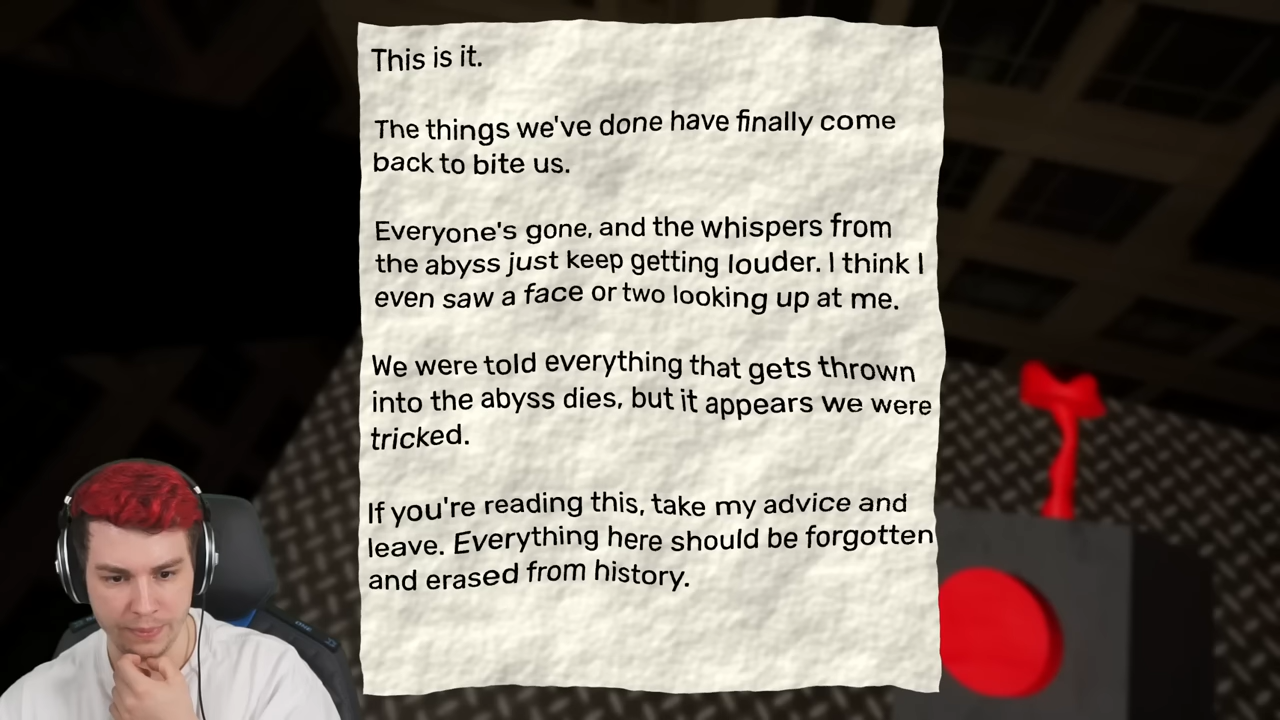 This is it.
The things we've done have finally come
back to bite us.
Everyone's gone, and the whispers from
the abyss just keep getting louder. I think I
even saw a face or two looking up at me.
We were told everything that gets thrown
into the abyss dies, but it appears we were
tricked.
If you're reading this, take my advice and
leave. Everything here should be forgotten
and erased from history.